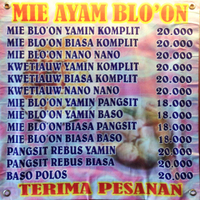 MIE AYAM BLO'ON
MIE BLO'ON YAMIN KOMPLIT 20.000
MIE BLO'ON BIASA KOMPLIT 20.000
MIE BLO'ON NANO NANO 20.000
KWETIAUW YAMIN KOMPLIT 20.000
KWETIAUW BIASA KOMPLIT 20.000
KWETIAUW NANO NANO 20.000
MIE BLO'ON YAMIN PANGSIT 18.000
MIE BLO'ON YAMIN BASO 18.000
MIE BLO'ON BIASA PANGSIT 18.000
MIE BLO'ON BIASA BASO 18.000
PANGSIT REBUS YAMIN 20.000
PANGSIT REBUS BIASA 20.000
BASO POLOS 20.000
TERIMA PESANAN